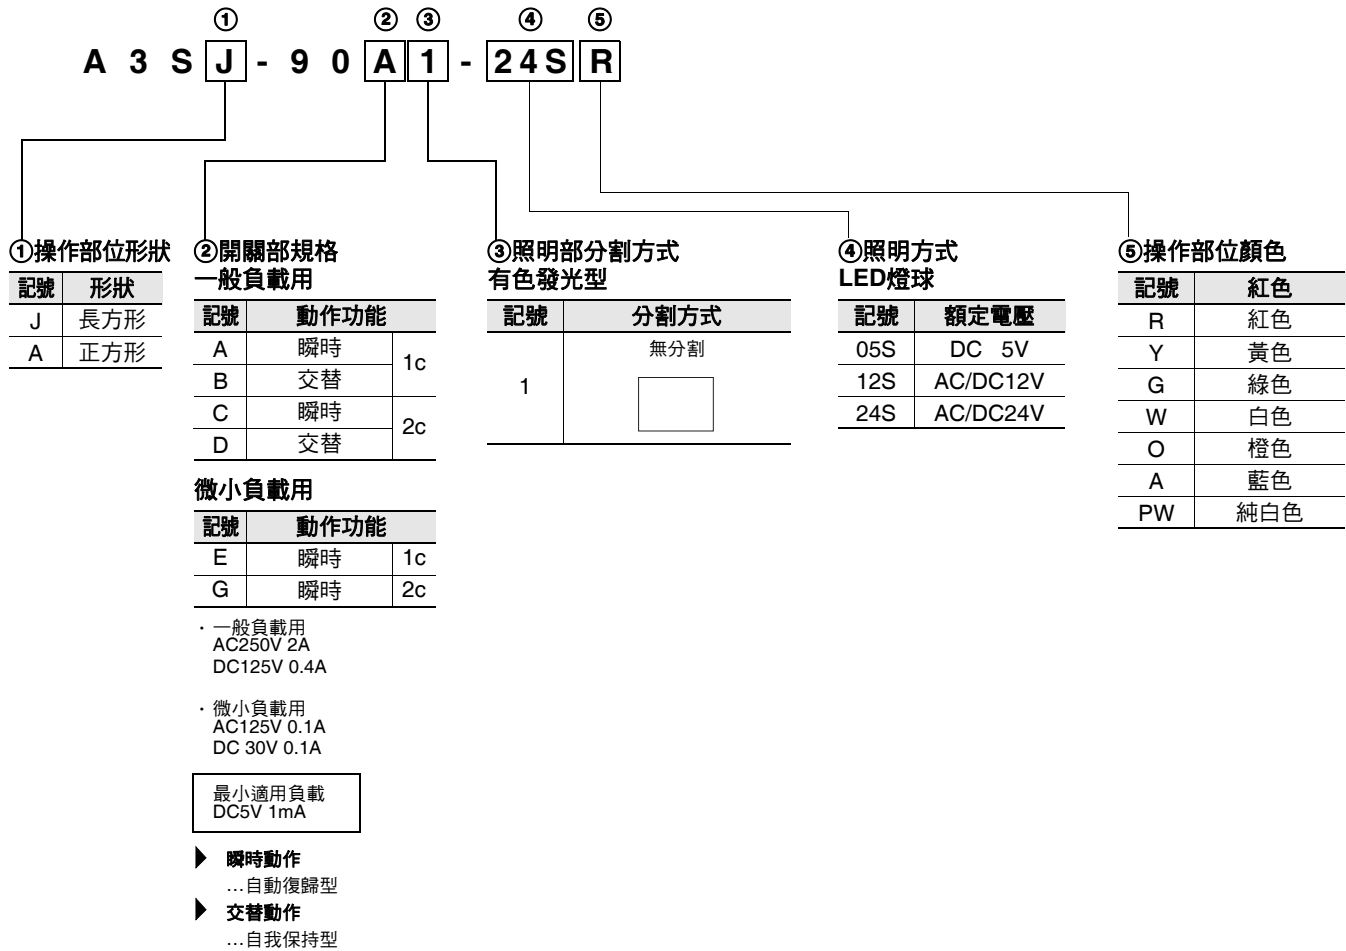 ① ② ③ ④ ⑤
A 3 S J - 9 0 A 1 - 2 4 S R
①操作部位形狀
記號 形狀
J 長方形
A 正方形
②開關部規格
一般負載用
記號 動作功能
A 瞬時 1c
B 交替
C 瞬時 2c
D 交替
微小負載用
記號 動作功能
E 瞬時 1c
G 瞬時 2c
・一般負載用
AC250V 2A
DC125V 0.4A
・微小負載用
AC125V 0.1A
DC 30V 0.1A
最小適用負載
DC5V 1mA
瞬時動作
…自動復歸型
交替動作
…自我保持型
③照明部分割方式
有色發光型
記號 分割方式
1 無分割
④照明方式
LED燈球
記號 額定電壓
05S DC 5V
12S AC/DC12V
24S AC/DC24V
⑤操作部位顏色
記號 紅色
R 紅色
Y 黃色
G 綠色
W 白色
O 橙色
A 藍色
PW 純白色